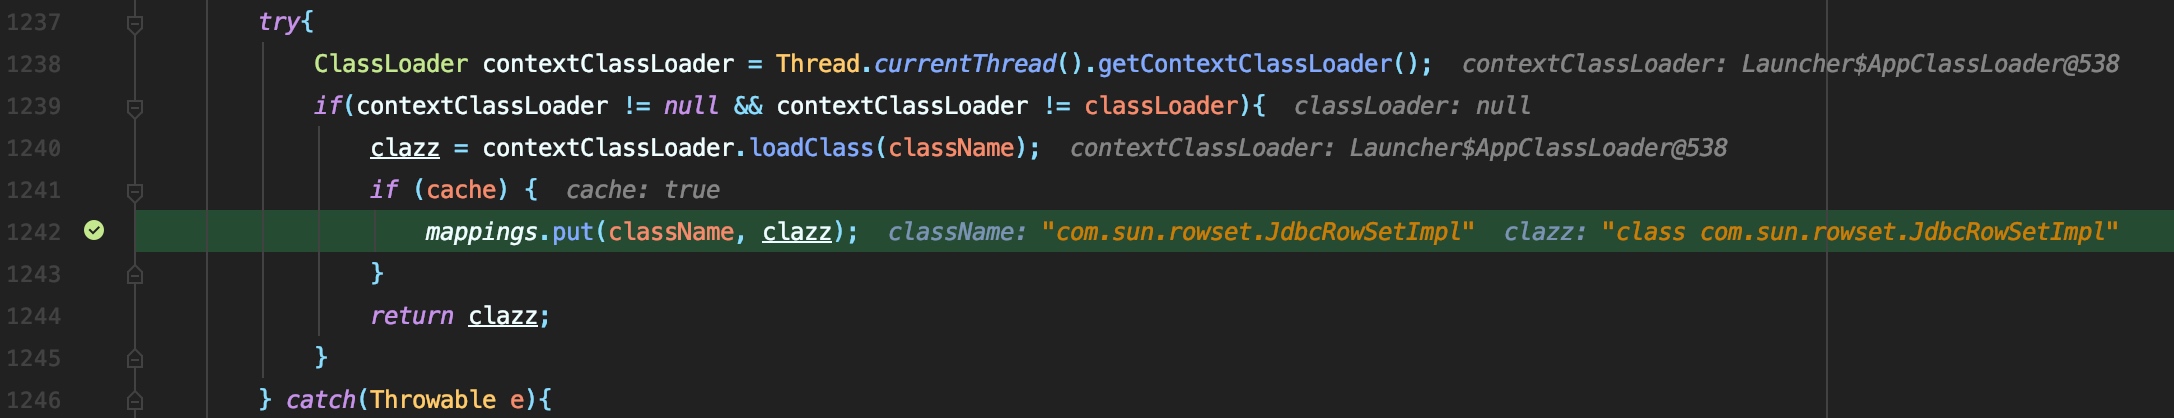 1237 try{
1238 ClassLoader contextClassLoader = Thread.currentThread().getContextClassLoader(); contextClassLoader: Launcher$AppClassLoader@538
1239 if(contextClassLoader != null && contextClassLoader != classLoader){ classLoader: null
1240 clazz = contextClassLoader.loadClass(className); contextClassLoader: Launcher$AppClassLoader@538
1241 if (cache) { cache: true
1242 mappings.put(className, clazz); className: "com.sun.rowset.JdbcRowSetImpl" clazz: "class com.sun.rowset.JdbcRowSetImpl"
1243 }
1244 return clazz;
1245 }
1246 } catch(Throwable e){